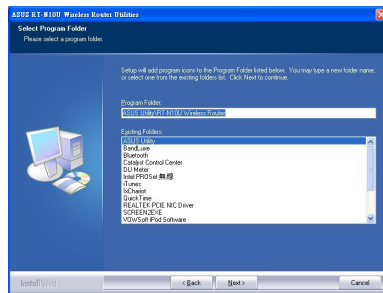 ASUS RT-N10U Wireless Router Utilities
Select Program Folder
Please select a program folder.
Setup will add program icons to the Program Folder listed below. You may type a new folder name, or select one from the existing folders list. Click Next to continue.
Program Folder:
ASUS Utility\RT-N10U Wireless Router
Existing Folders:
ASUS Utility
BandLuxe
Bluetooth
Catalyst Control Center
DU Meter
Intel PROSet 無線
iTunes
IxChariot
QuickTime
REALTEK PCIE NIC Driver
SCREEN2EXE
VOWSoft iPod Software
InstallShield
< Back
Next >
Cancel